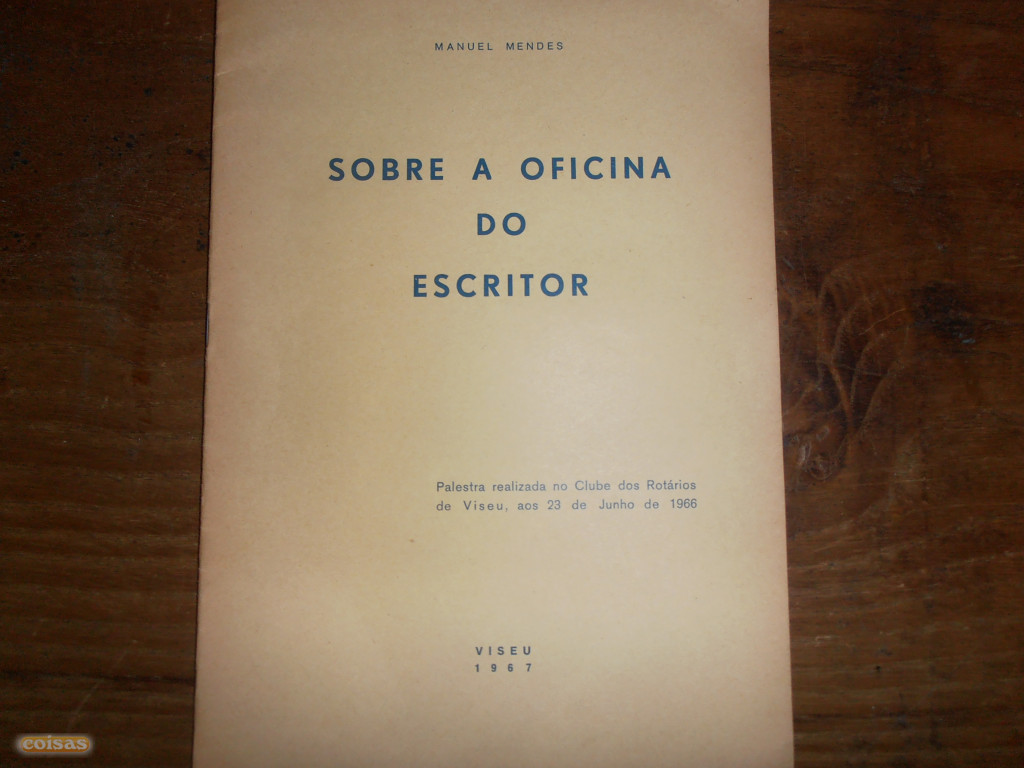 MANUEL MENDES
SOBRE A OFICINA
DO
ESCRITOR
Palestra realizada no Clube dos Rotários
de Viseu, aos 23 de Junho de 1966
VISEU
1967
coisas